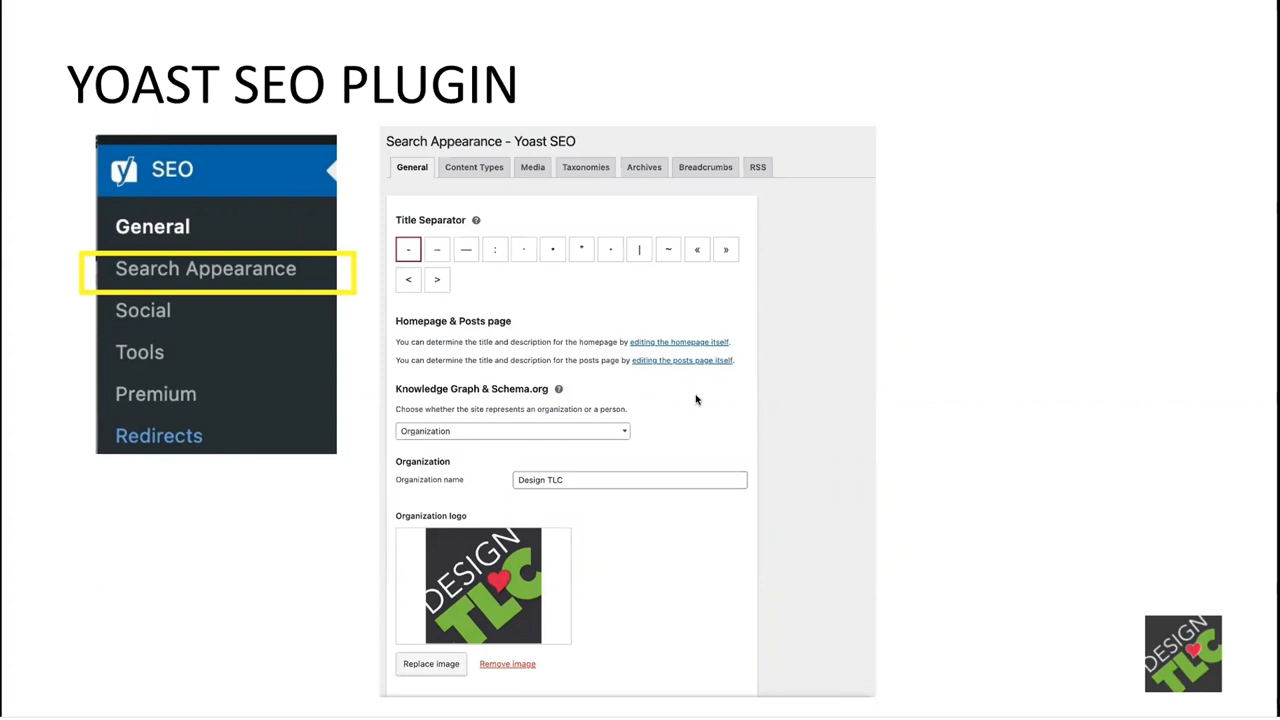 YOAST SEO PLUGIN
y SEO
General
Search Appearance
Social
Tools
Premium
Redirects
Search Appearance - Yoast SEO
General Content Types Media Taxonomies Archives Breadcrumbs RSS
Title Separator ?
- – — : · • * ⋆ | ~ « »
< >
Homepage & Posts page
You can determine the title and description for the homepage by editing the homepage itself.
You can determine the title and description for the posts page by editing the posts page itself.
Knowledge Graph & Schema.org ?
Choose whether the site represents an organization or a person.
Organization
Organization
Organization name Design TLC
Organization logo
DESIGN
TLC
Replace image Remove image
DESIGN
TLC